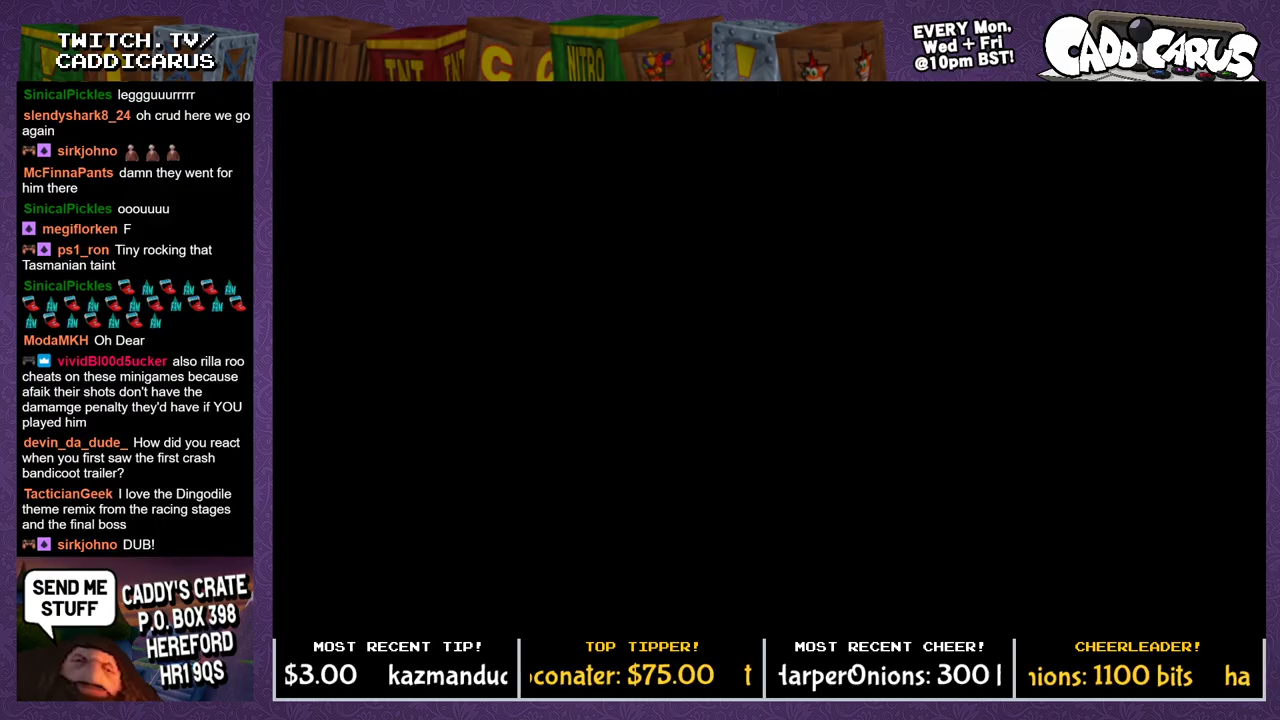 TWITCH.TV/
CADDICARUS
TNT
TNT
C
C
NITRO
!
EVERY Mon,
Wed + Fri
@10pm BST!
CADDICARUS
SinicalPickles leggguuurrrrr
slendyshark8_24 oh crud here we go
again
sirkjohno
McFinnaPants damn they went for
him there
SinicalPickles ooouuuu
megiflorken F
ps1_ron Tiny rocking that
Tasmanian taint
SinicalPickles
ModaMKH Oh Dear
vividBl00d5ucker also rilla roo
cheats on these minigames because
afaik their shots don't have the
damamge penalty they'd have if YOU
played him
devin_da_dude_ How did you react
when you first saw the first crash
bandicoot trailer?
TacticianGeek I love the Dingodile
theme remix from the racing stages
and the final boss
sirkjohno DUB!
SEND ME
STUFF
CADDY'S CRATE
P.O. BOX 398
HEREFORD
HR1 9QS
MOST RECENT TIP!
$3.00 kazmanduc
TOP TIPPER!
conater: $75.00 t
MOST RECENT CHEER!
HarperOnions: 300 
CHEERLEADER!
nions: 1100 bits ha